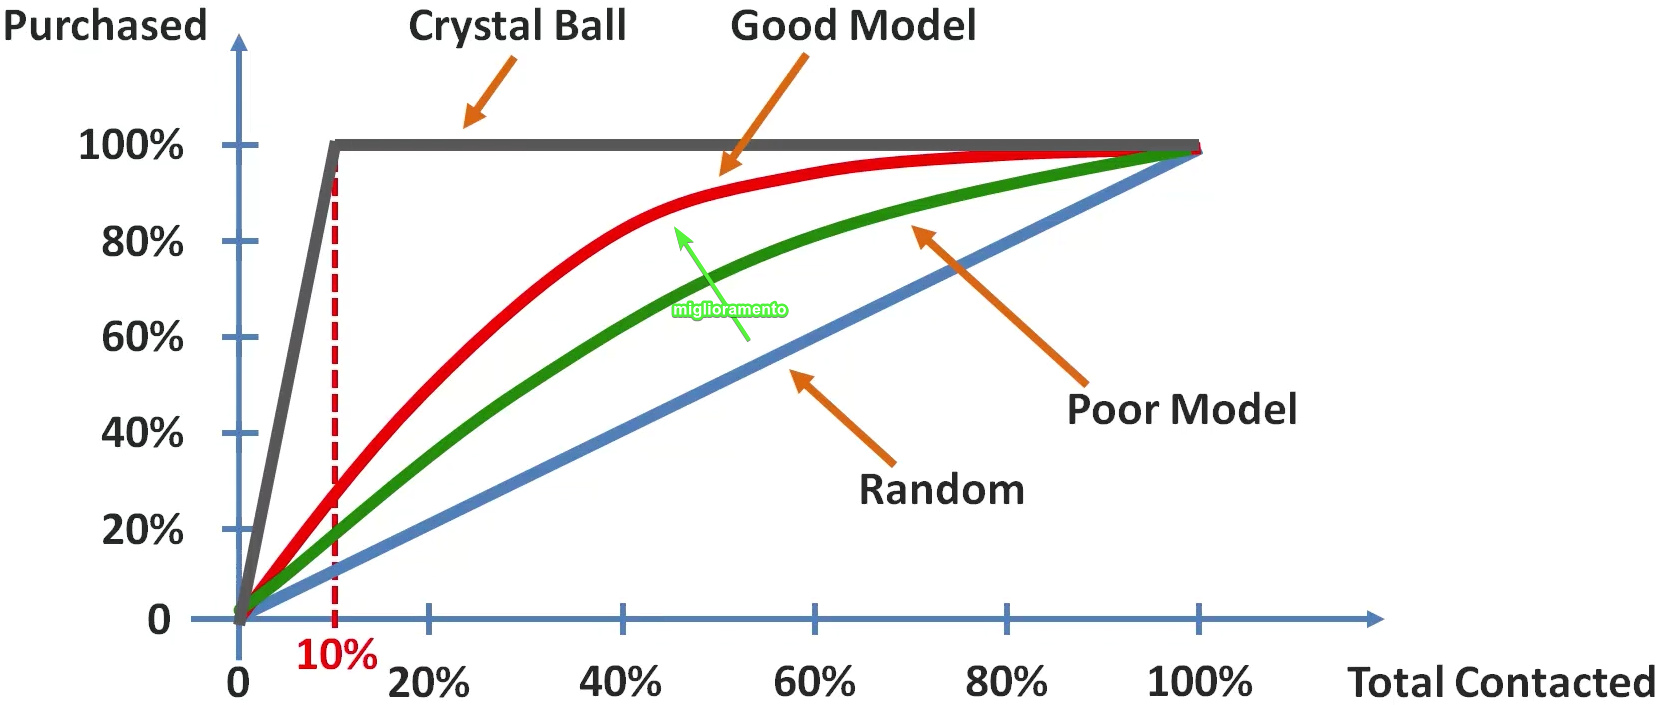 Purchased
Crystal Ball
Good Model
100%
80%
60%
40%
20%
0
miglioramento
Poor Model
Random
10%
0
20%
40%
60%
80%
100%
Total Contacted